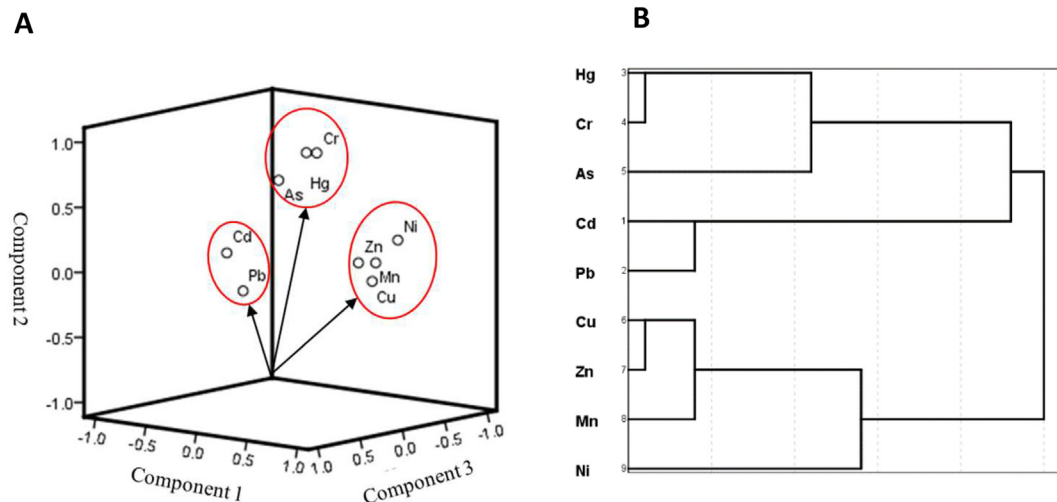 A
1.0
0.5
0.0
-0.5
-1.0
Component 2
Cr
Hg
As
Cd
Pb
Ni
Zn
Mn
Cu
-1.0 -0.5 0.0 0.5 1.0
Component 1
1.0 0.5 0.0 -0.5 -1.0
Component 3
B
Hg 3
Cr 4
As 5
Cd 1
Pb 2
Cu 6
Zn 7
Mn 8
Ni 9